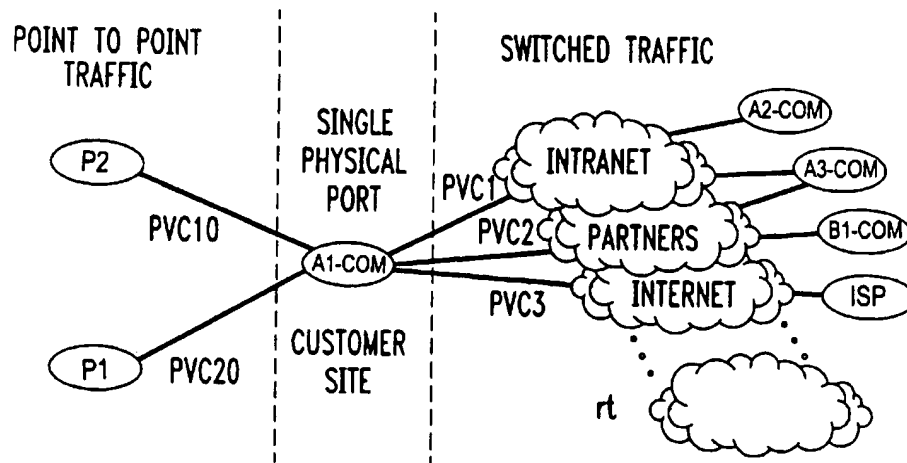 POINT TO POINT
TRAFFIC
SINGLE
PHYSICAL
PORT
SWITCHED TRAFFIC
P2
PVC10
A1-COM
P1
PVC20
CUSTOMER
SITE
PVC1
PVC2
PVC3
INTRANET
PARTNERS
INTERNET
A2-COM
A3-COM
B1-COM
ISP
rt